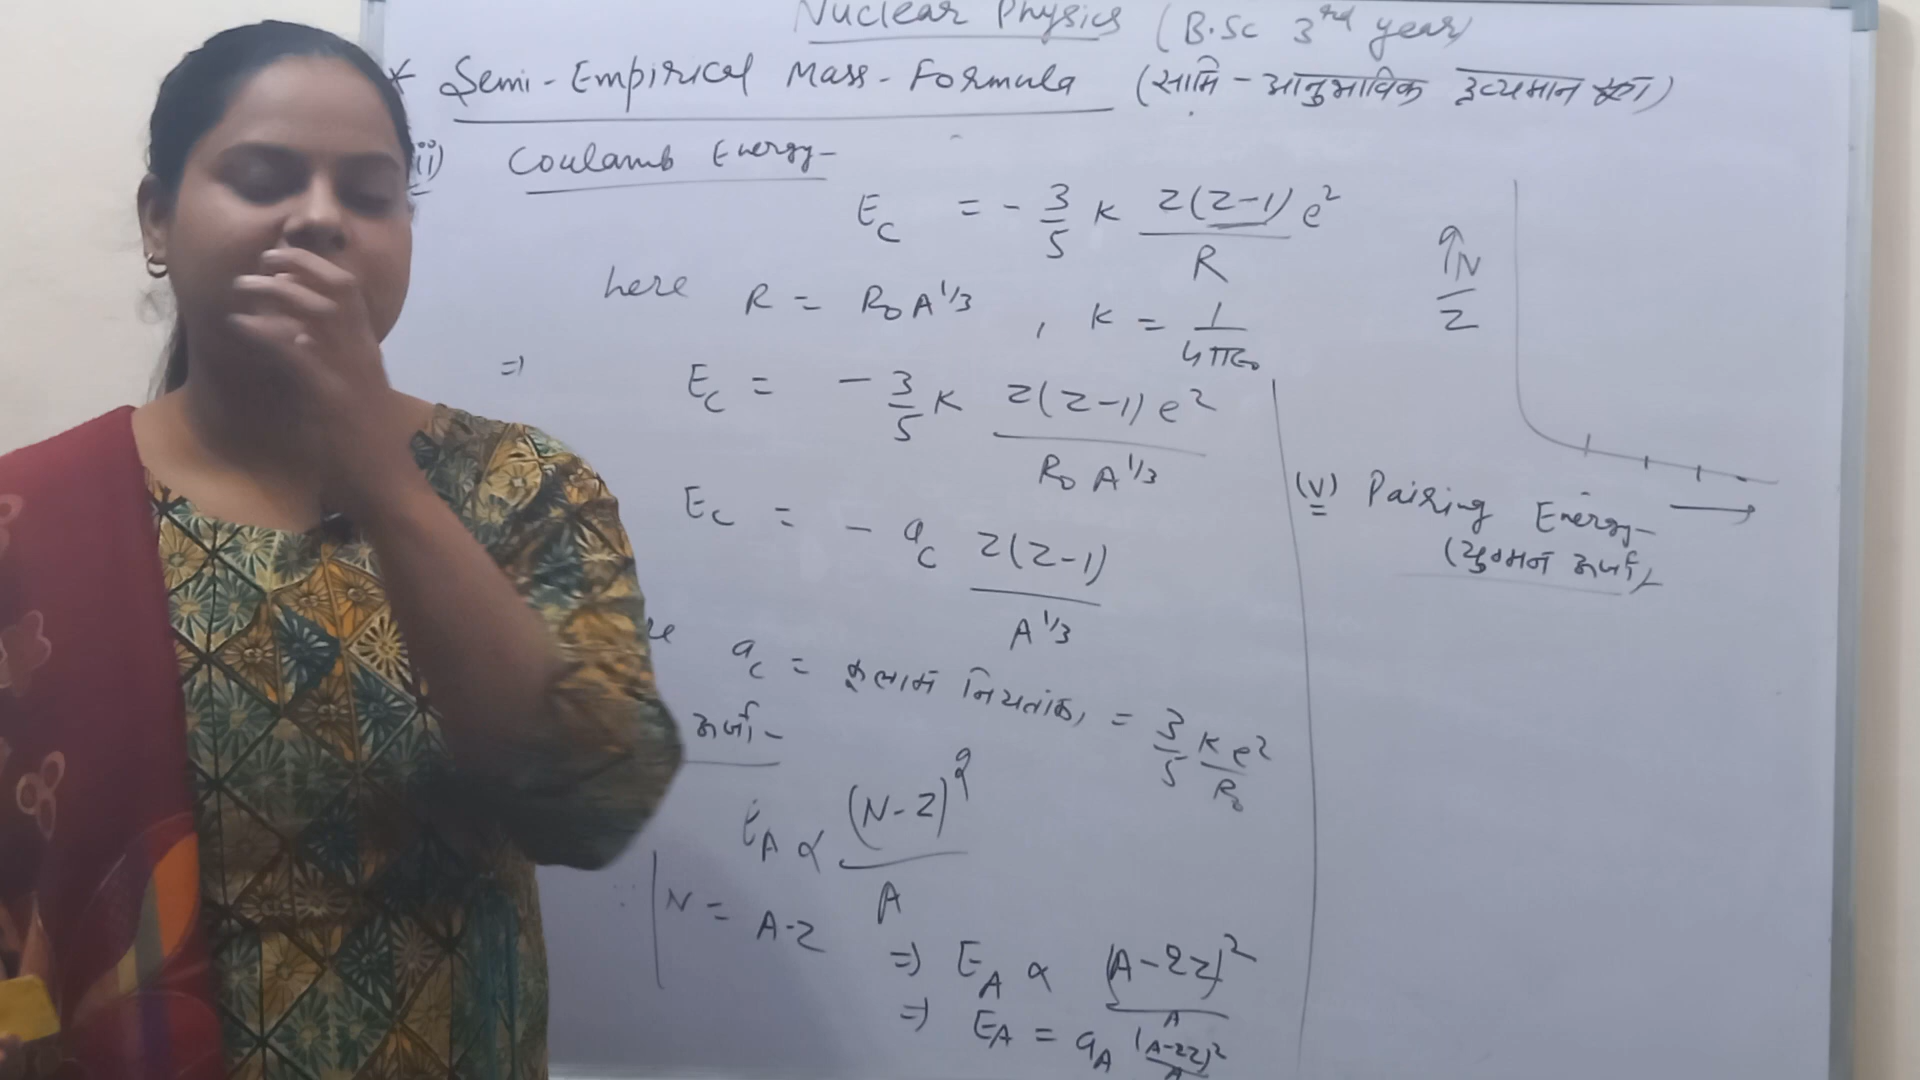 Nuclear Physics (B.Sc 3rd year)
* Semi-Empirical Mass-Formula (सामि-आनुभाविक द्रव्यमान सूत्र)
iii) Coulamb Energy-
E_C = - 3/5 K Z(Z-1)e² / R
here R = R₀A^1/3 , K = 1/4πε₀
=> E_C = - 3/5 K Z(Z-1)e² / R₀A^1/3
E_C = - a_C Z(Z-1) / A^1/3
a_C = कूलाम नियतांक, = 3/5 Ke²/R₀
ऊर्जा-
E_A ∝ (N-Z)² / A
N = A-Z
=> E_A ∝ (A-2Z)² / A
=> E_A = a_A (A-2Z)² / A
N/Z
(v) Pairing Energy-
(युग्मन ऊर्जा)